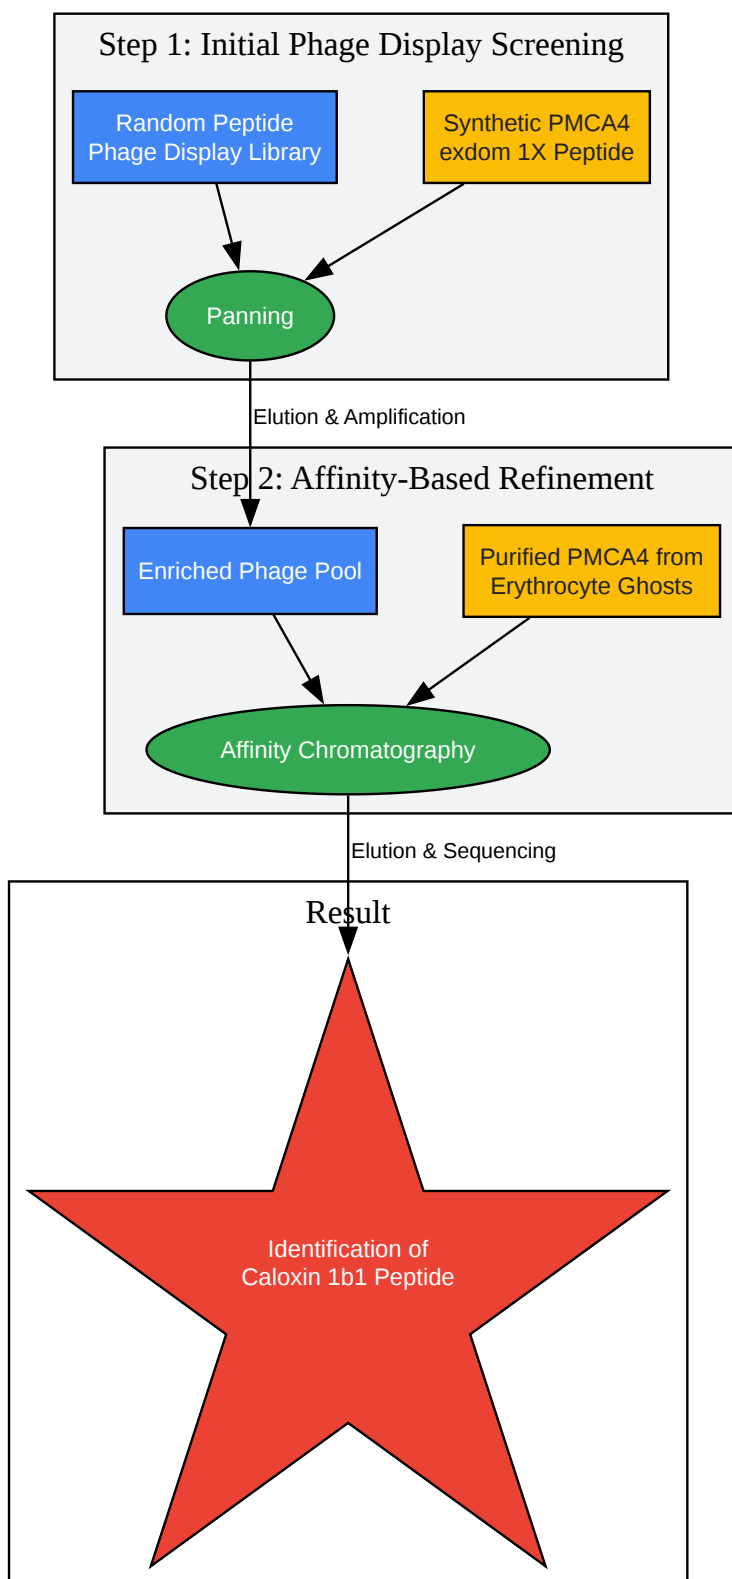 Step 1: Initial Phage Display Screening
Random Peptide
Phage Display Library
Synthetic PMCA4
exdom 1X Peptide
Panning
Elution & Amplification
Step 2: Affinity-Based Refinement
Enriched Phage Pool
Purified PMCA4 from
Erythrocyte Ghosts
Affinity Chromatography
Elution & Sequencing
Result
Identification of
Caloxin 1b1 Peptide